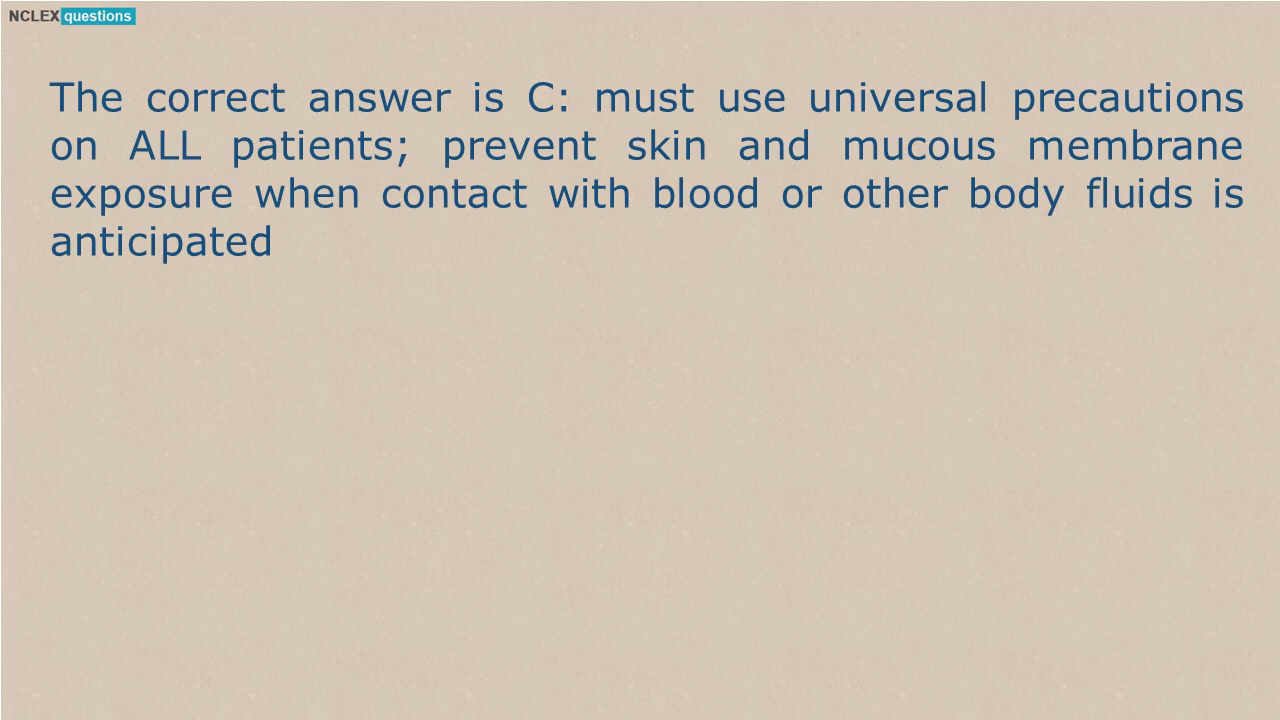 NCLEX questions
The correct answer is C: must use universal precautions
on ALL patients; prevent skin and mucous membrane
exposure when contact with blood or other body fluids is
anticipated